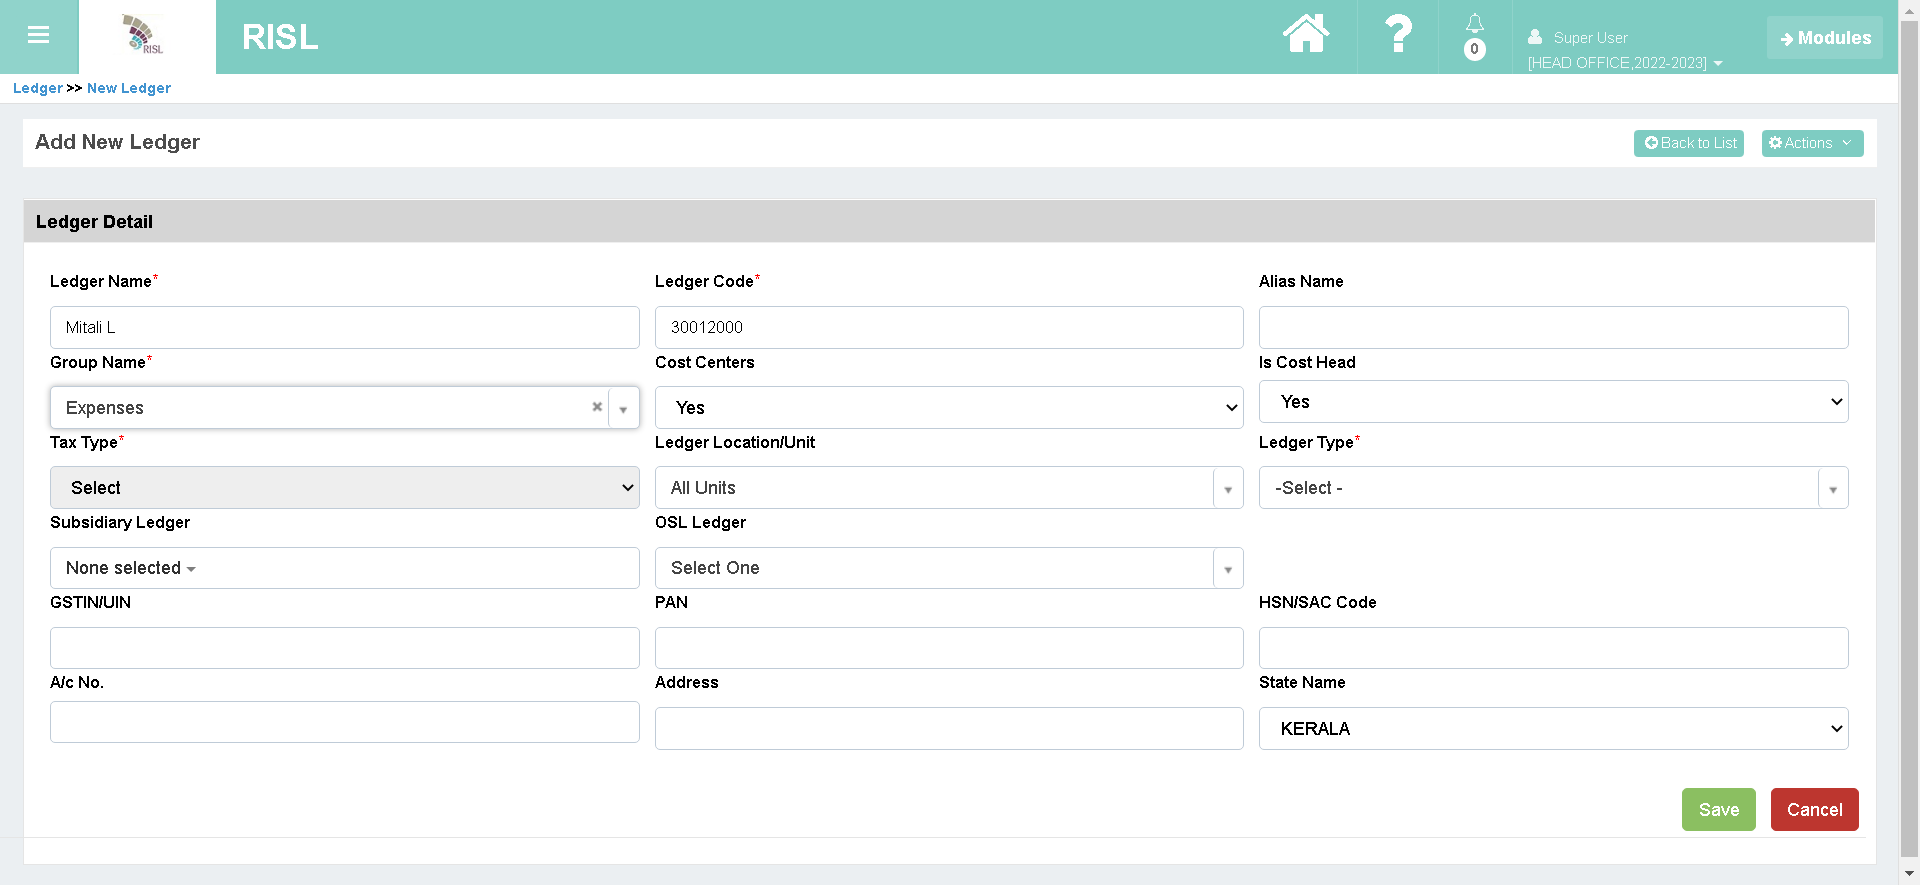 RISL
RISL
0
Super User
[HEAD OFFICE,2022-2023]
Modules
Ledger >> New Ledger
Add New Ledger
Back to List
Actions
Ledger Detail
Ledger Name*
Ledger Code*
Alias Name
Mitali L
30012000
Group Name*
Cost Centers
Is Cost Head
Expenses
Yes
Yes
Tax Type*
Ledger Location/Unit
Ledger Type*
Select
All Units
-Select -
Subsidiary Ledger
OSL Ledger
None selected
Select One
GSTIN/UIN
PAN
HSN/SAC Code
A/c No.
Address
State Name
KERALA
Save
Cancel